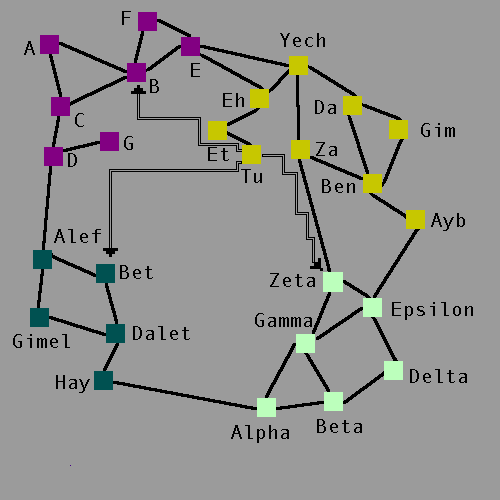 F
A
Yech
E
B
Eh
Da
C
Gim
G
Et
Za
D
Tu
Ben
Ayb
Alef
Bet
Zeta
Epsilon
Gamma
Gimel
Dalet
Hay
Delta
Alpha
Beta